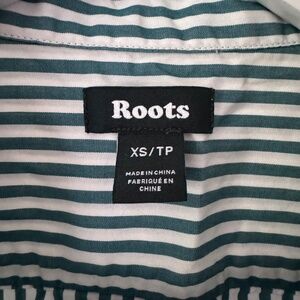 Roots
XS/TP
MADE IN CHINA
FABRIQUÉ EN
CHINE